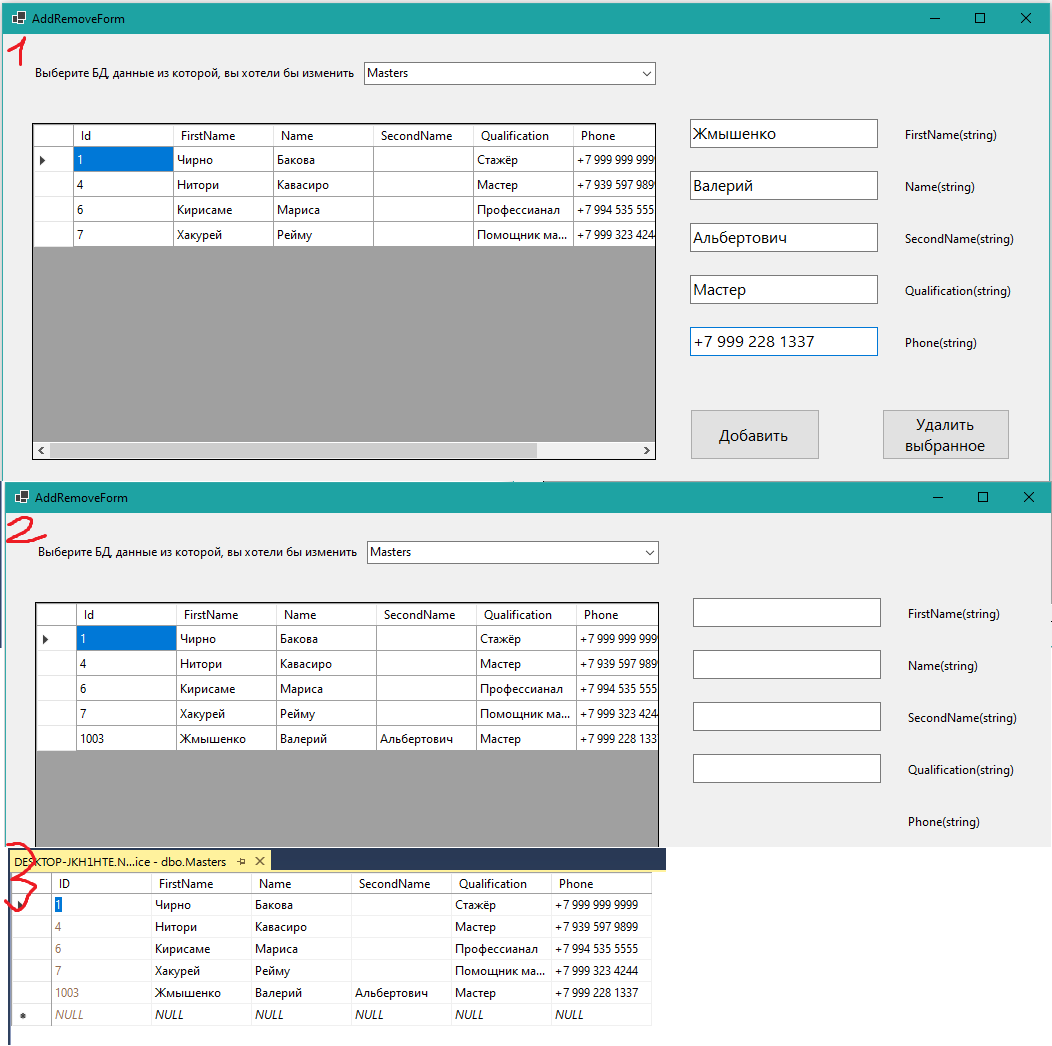 AddRemoveForm
1
Выберите БД, данные из которой, вы хотели бы изменить Masters
Id FirstName Name SecondName Qualification Phone
1 Чирно Бакова Стажёр +7 999 999 9999
4 Нитори Кавасиро Мастер +7 939 597 9899
6 Кирисаме Мариса Профессианал +7 994 535 555
7 Хакурей Рейму Помощник ма... +7 999 323 4244
Жмышенко FirstName(string)
Валерий Name(string)
Альбертович SecondName(string)
Мастер Qualification(string)
+7 999 228 1337 Phone(string)
Добавить
Удалить
выбранное
AddRemoveForm
2
Выберите БД, данные из которой, вы хотели бы изменить Masters
Id FirstName Name SecondName Qualification Phone
1 Чирно Бакова Стажёр +7 999 999 9999
4 Нитори Кавасиро Мастер +7 939 597 9899
6 Кирисаме Мариса Профессианал +7 994 535 555
7 Хакурей Рейму Помощник ма... +7 999 323 4244
1003 Жмышенко Валерий Альбертович Мастер +7 999 228 133
FirstName(string)
Name(string)
SecondName(string)
Qualification(string)
Phone(string)
3
DESKTOP-JKH1HTE.N...ice - dbo.Masters
ID FirstName Name SecondName Qualification Phone
1 Чирно Бакова Стажёр +7 999 999 9999
4 Нитори Кавасиро Мастер +7 939 597 9899
6 Кирисаме Мариса Профессианал +7 994 535 5555
7 Хакурей Рейму Помощник ма... +7 999 323 4244
1003 Жмышенко Валерий Альбертович Мастер +7 999 228 1337
NULL NULL NULL NULL NULL NULL